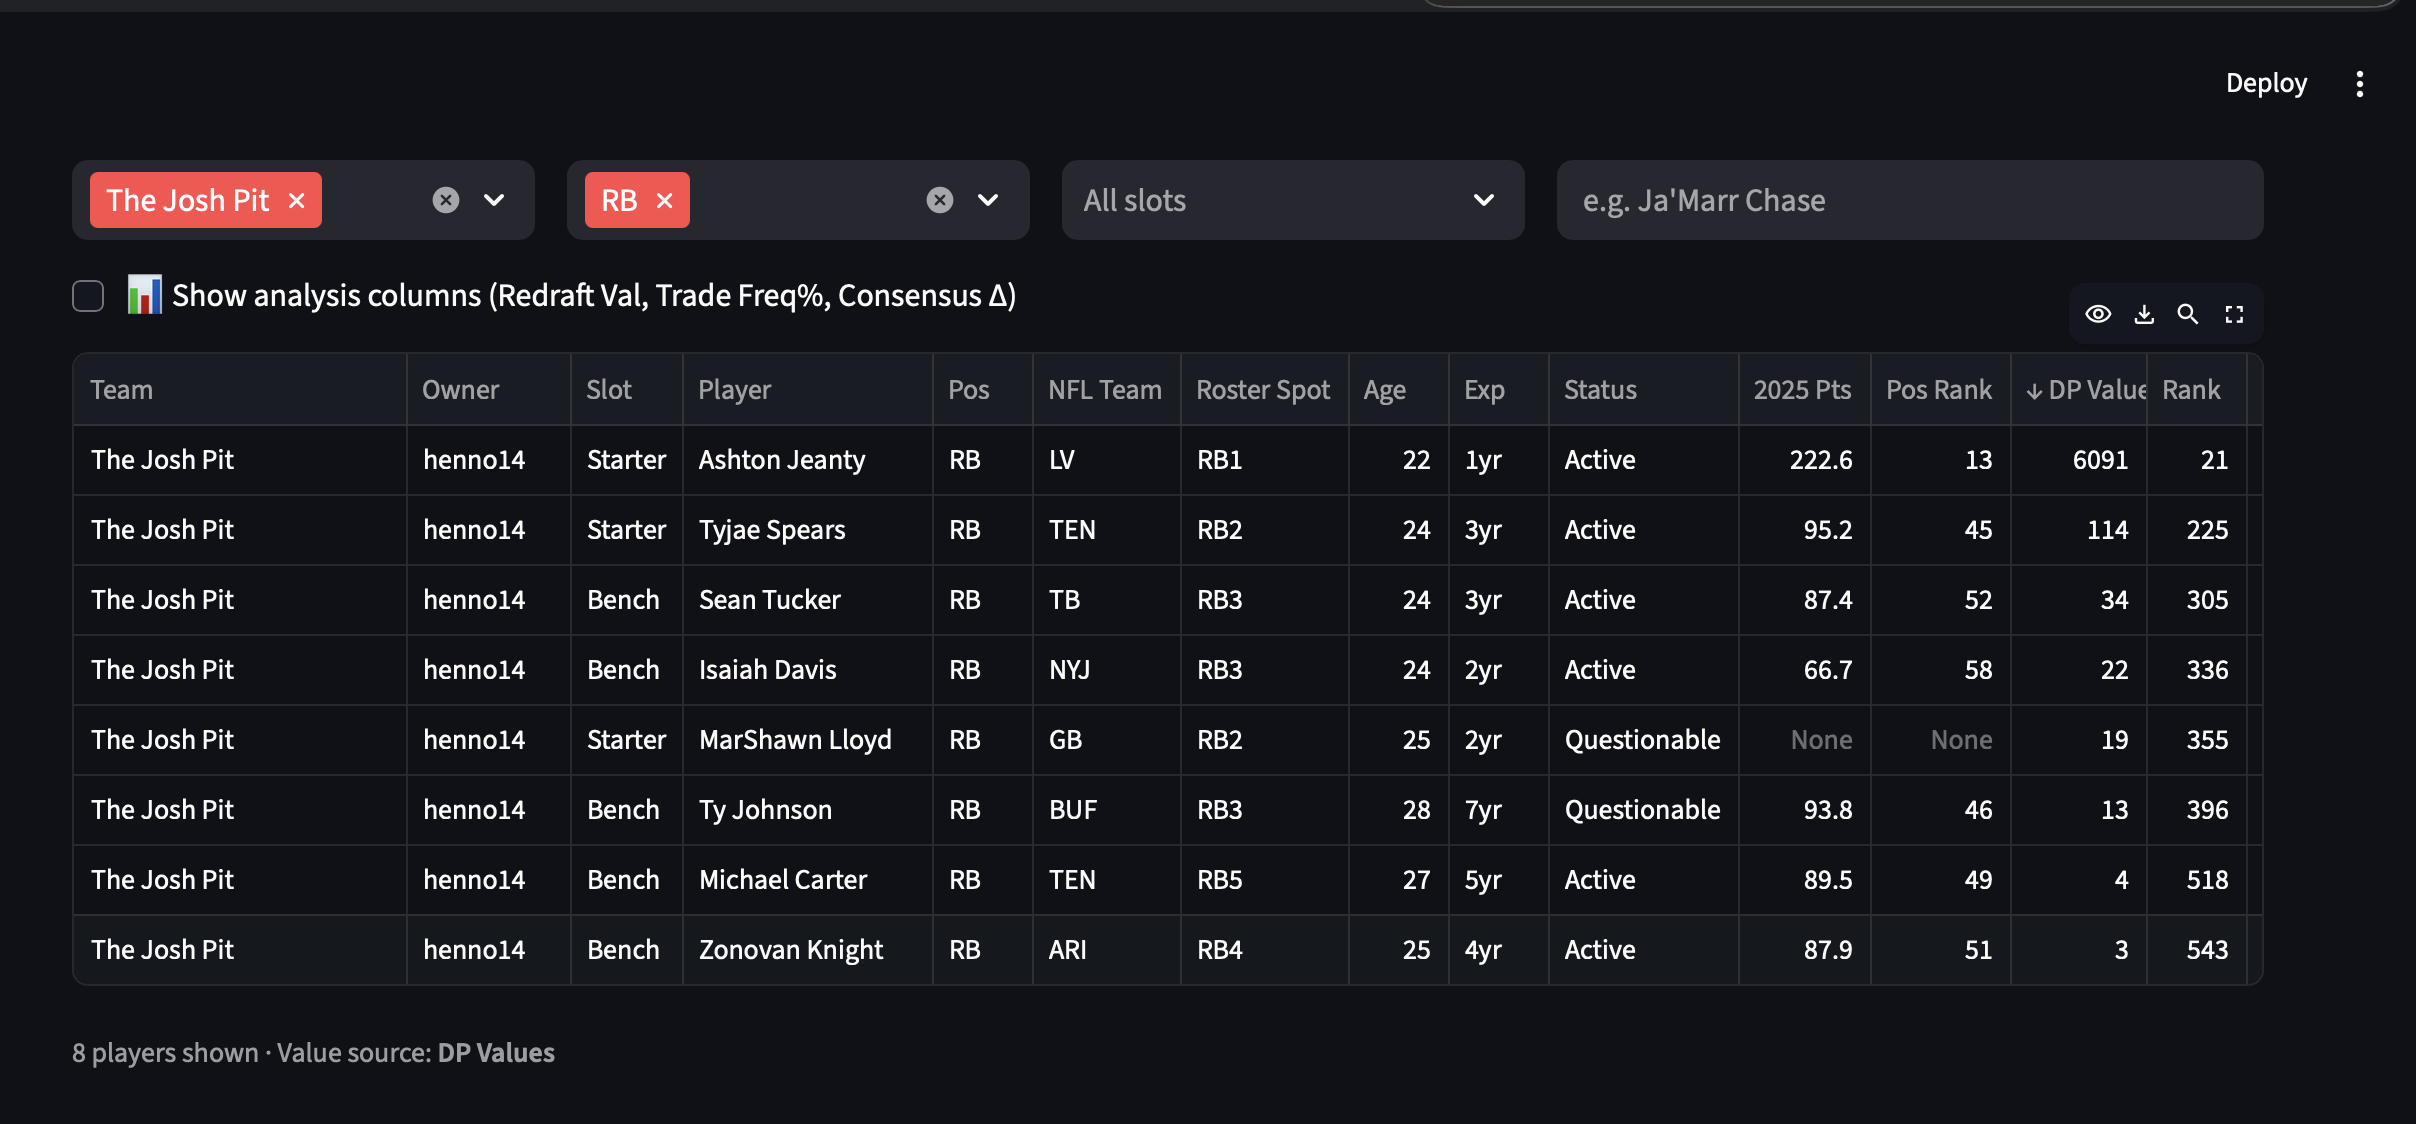 Deploy
The Josh Pit
RB
All slots
e.g. Ja'Marr Chase
Show analysis columns (Redraft Val, Trade Freq%, Consensus Δ)
Team Owner Slot Player Pos NFL Team Roster Spot Age Exp Status 2025 Pts Pos Rank ↓ DP Value Rank
The Josh Pit henno14 Starter Ashton Jeanty RB LV RB1 22 1yr Active 222.6 13 6091 21
The Josh Pit henno14 Starter Tyjae Spears RB TEN RB2 24 3yr Active 95.2 45 114 225
The Josh Pit henno14 Bench Sean Tucker RB TB RB3 24 3yr Active 87.4 52 34 305
The Josh Pit henno14 Bench Isaiah Davis RB NYJ RB3 24 2yr Active 66.7 58 22 336
The Josh Pit henno14 Starter MarShawn Lloyd RB GB RB2 25 2yr Questionable None None 19 355
The Josh Pit henno14 Bench Ty Johnson RB BUF RB3 28 7yr Questionable 93.8 46 13 396
The Josh Pit henno14 Bench Michael Carter RB TEN RB5 27 5yr Active 89.5 49 4 518
The Josh Pit henno14 Bench Zonovan Knight RB ARI RB4 25 4yr Active 87.9 51 3 543
8 players shown · Value source: DP Values